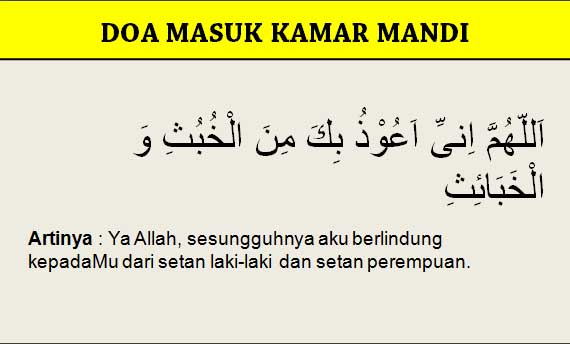 DOA MASUK KAMAR MANDI
اَللّٰهُمَّ اِنىِّ اَعُوْذُ بِكَ مِنَ الْخُبُثِ وَ
الْخَبَائِثِ
Artinya : Ya Allah, sesungguhnya aku berlindung
kepadaMu dari setan laki-laki dan setan perempuan.